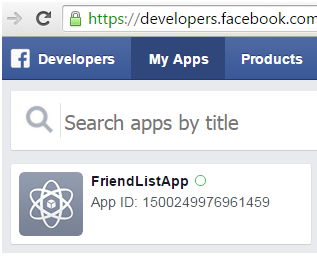 https://developers.facebook.com
Developers My Apps Products
Search apps by title
FriendListApp
App ID: 1500249976961459